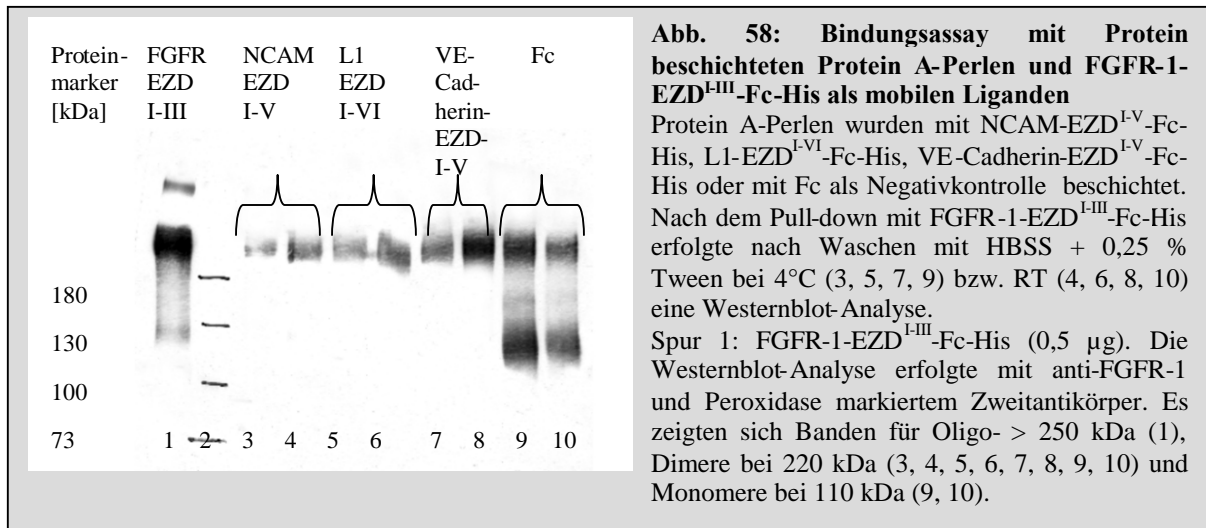 Protein- FGFR NCAM L1 VE- Fc
marker EZD EZD EZD Cad-
[kDa] I-III I-V I-VI herin-
EZD-
I-V
180
130
100
73 1 2 3 4 5 6 7 8 9 10
Abb. 58: Bindungsassay mit Protein
beschichteten Protein A-Perlen und FGFR-1-
EZD^I-III-Fc-His als mobilen Liganden
Protein A-Perlen wurden mit NCAM-EZD^I-V-Fc-
His, L1-EZD^I-VI-Fc-His, VE-Cadherin-EZD^I-V-Fc-
His oder mit Fc als Negativkontrolle beschichtet.
Nach dem Pull-down mit FGFR-1-EZD^I-III-Fc-His
erfolgte nach Waschen mit HBSS + 0,25 %
Tween bei 4°C (3, 5, 7, 9) bzw. RT (4, 6, 8, 10)
eine Westernblot-Analyse.
Spur 1: FGFR-1-EZD^I-III-Fc-His (0,5 µg). Die
Westernblot-Analyse erfolgte mit anti-FGFR-1
und Peroxidase markiertem Zweitantikörper. Es
zeigten sich Banden für Oligo- > 250 kDa (1),
Dimere bei 220 kDa (3, 4, 5, 6, 7, 8, 9, 10) und
Monomere bei 110 kDa (9, 10).